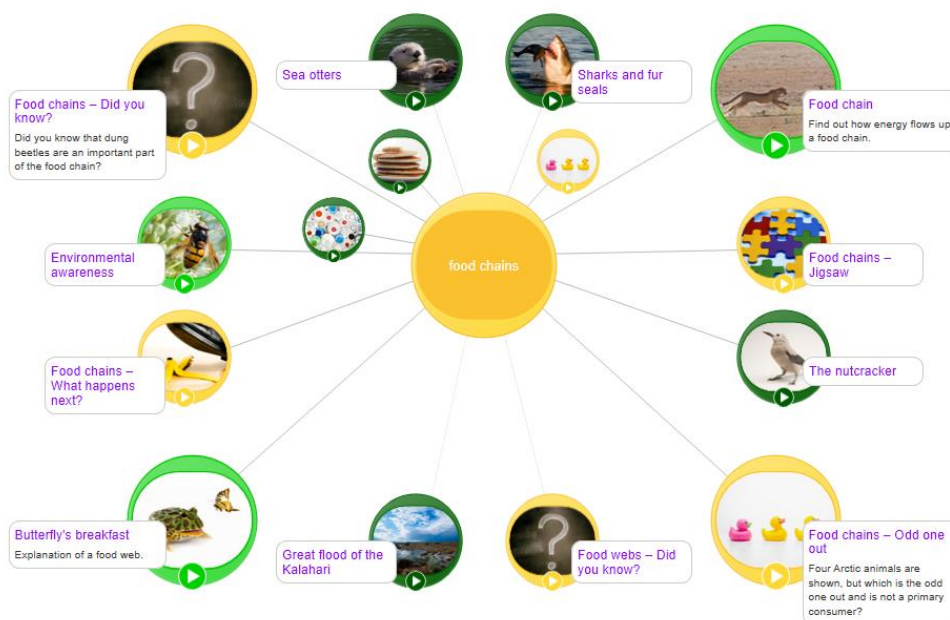 Sea otters
Sharks and fur
seals
Food chains – Did you
know?
Did you know that dung
beetles are an important part
of the food chain?
Food chain
Find out how energy flows up
a food chain.
Environmental
awareness
food chains
Food chains –
Jigsaw
Food chains –
What happens
next?
The nutcracker
Butterfly's breakfast
Explanation of a food web.
Great flood of the
Kalahari
Food webs – Did
you know?
Food chains – Odd one
out
Four Arctic animals are
shown, but which is the odd
one out and is not a primary
consumer?